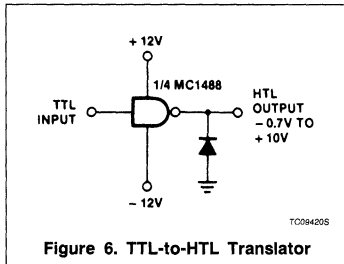 + 12V
1/4 MC1488
TTL
INPUT
HTL
OUTPUT
– 0.7V TO
+ 10V
– 12V
TC09420S
Figure 6. TTL-to-HTL Translator